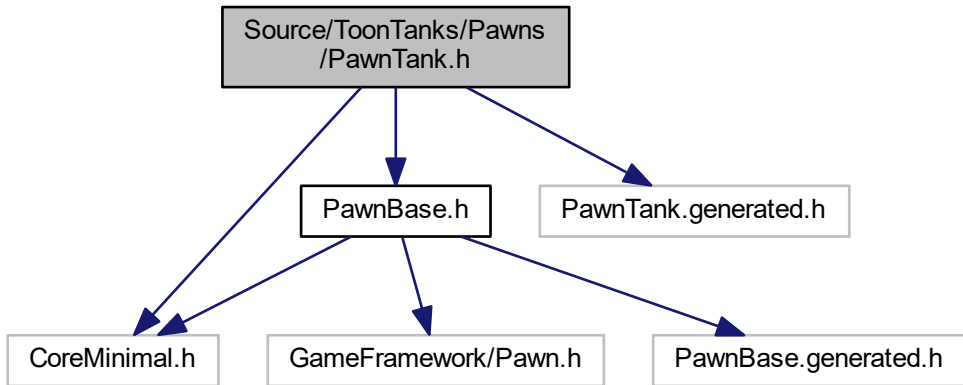 Source/ToonTanks/Pawns
/PawnTank.h
PawnBase.h
PawnTank.generated.h
CoreMinimal.h
GameFramework/Pawn.h
PawnBase.generated.h